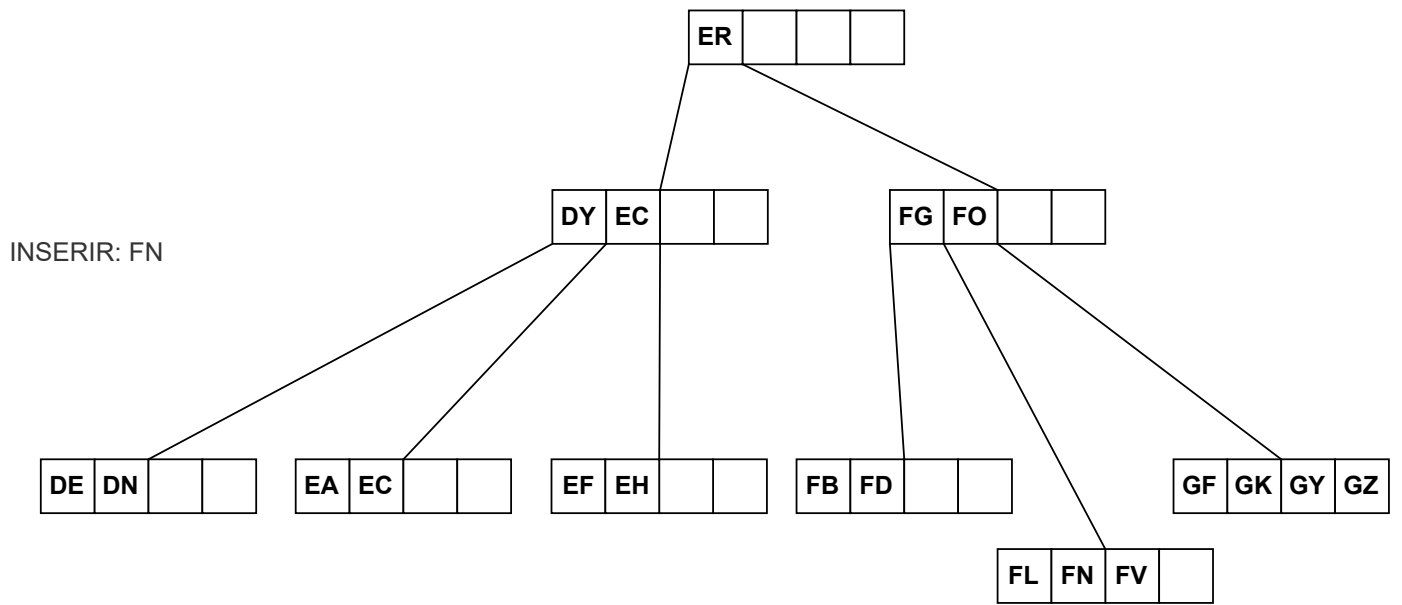 ER
DY EC
FG FO
INSERIR: FN
DE DN
EA EC
EF EH
FB FD
GF GK GY GZ
FL FN FV